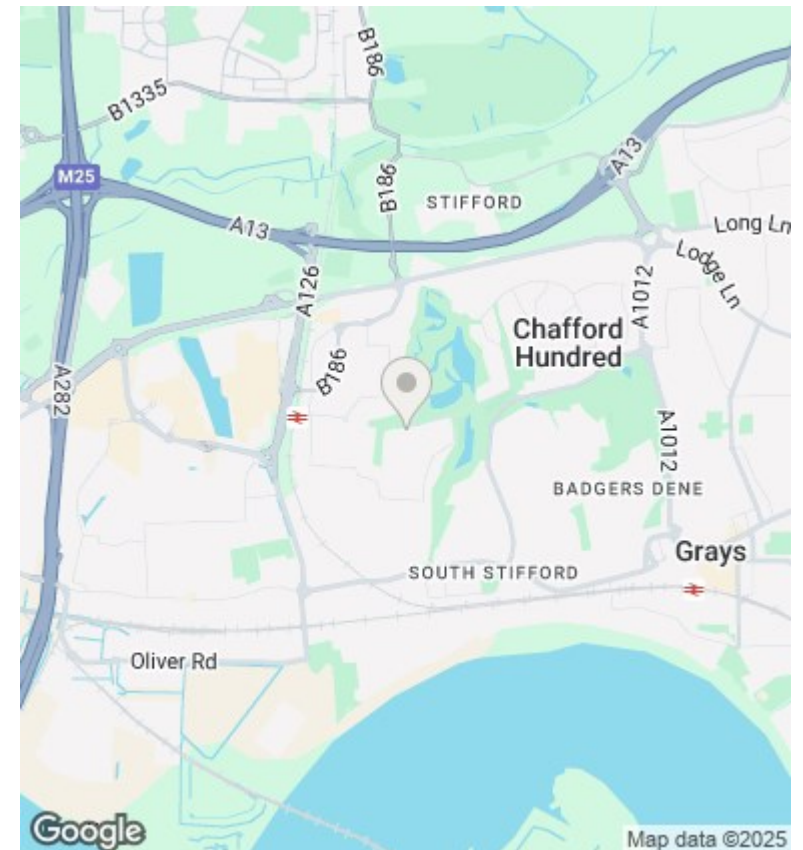 B186
B1335
M25
A13
B186
STIFFORD
A13
Long Ln
Lodge Ln
A126
A1012
Chafford
Hundred
B186
A282
A1012
BADGERS DENE
Grays
SOUTH STIFFORD
Oliver Rd
Google
Map data ©2025